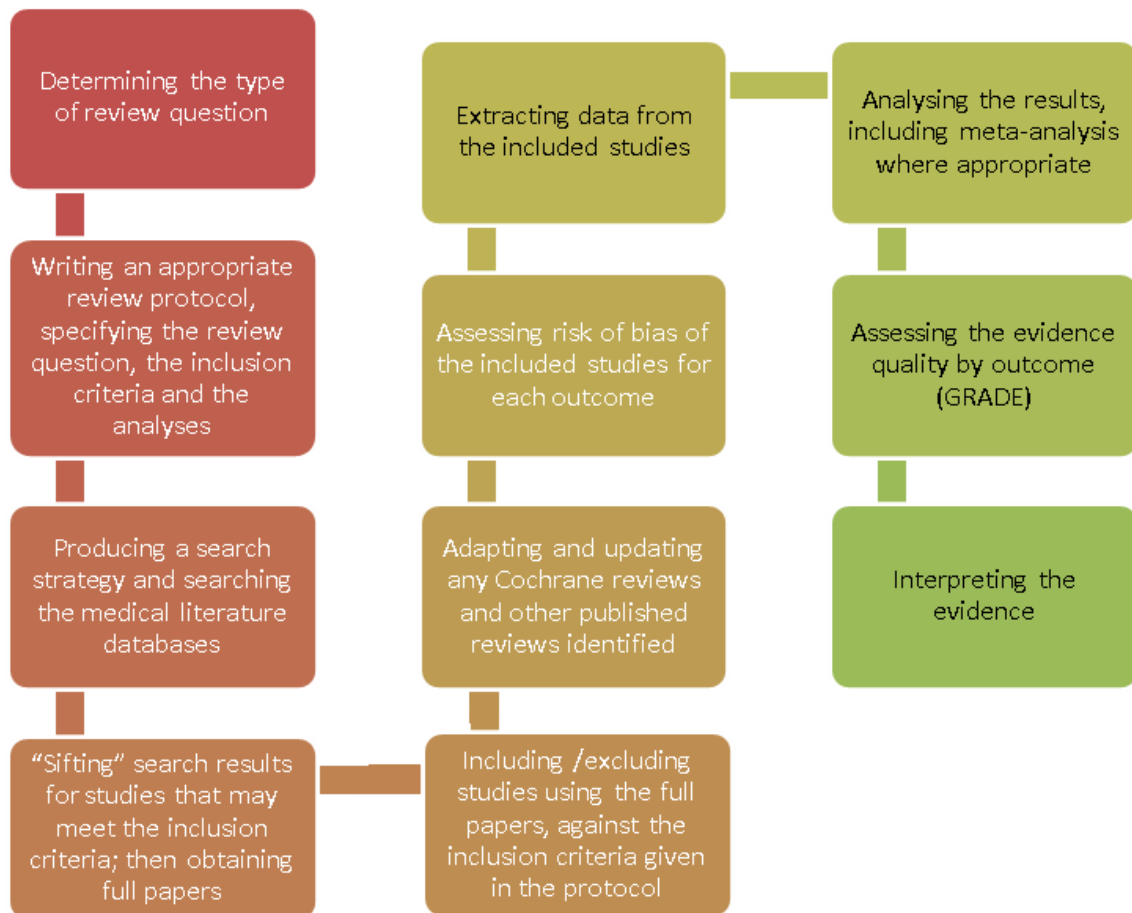 Determining the type
of review question
Writing an appropriate
review protocol,
specifying the review
question, the inclusion
criteria and the
analyses
Producing a search
strategy and searching
the medical literature
databases
“Sifting” search results
for studies that may
meet the inclusion
criteria; then obtaining
full papers
Including /excluding
studies using the full
papers, against the
inclusion criteria given
in the protocol
Adapting and updating
any Cochrane reviews
and other published
reviews identified
Assessing risk of bias of
the included studies for
each outcome
Extracting data from
the included studies
Analysing the results,
including meta-analysis
where appropriate
Assessing the evidence
quality by outcome
(GRADE)
Interpreting the
evidence